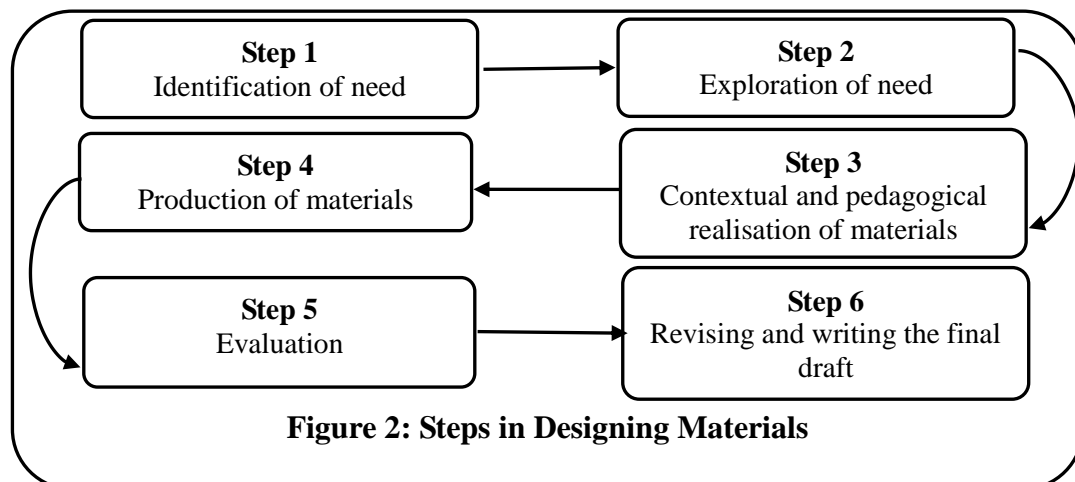 Step 1
Identification of need
Step 2
Exploration of need
Step 3
Contextual and pedagogical
realisation of materials
Step 4
Production of materials
Step 5
Evaluation
Step 6
Revising and writing the final
draft
Figure 2: Steps in Designing Materials